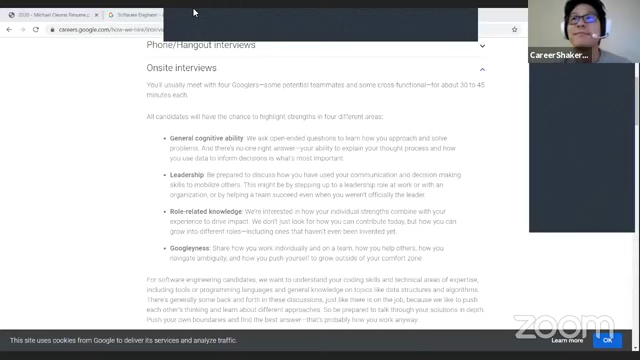 2020 - Michael Cleons Resume
Software Engineer
careers.google.com/how-we-hire/interv
CareerShaker...
Phone/Hangout interviews
Onsite interviews
You'll usually meet with four Googlers—some potential teammates and some cross-functional—for about 30 to 45
minutes each.
All candidates will have the chance to highlight strengths in four different areas:
• General cognitive ability: We ask open-ended questions to learn how you approach and solve
problems. And there's no one right answer—your ability to explain your thought process and how
you use data to inform decisions is what's most important.
• Leadership: Be prepared to discuss how you have used your communication and decision making
skills to mobilize others. This might be by stepping up to a leadership role at work or with an
organization, or by helping a team succeed even when you weren't officially the leader.
• Role-related knowledge: We're interested in how your individual strengths combine with your
experience to drive impact. We don't just look for how you can contribute today, but how you can
grow into different roles—including ones that haven't even been invented yet.
• Googleyness: Share how you work individually and on a team, how you help others, how you
navigate ambiguity, and how you push yourself to grow outside of your comfort zone.
For software engineering candidates, we want to understand your coding skills and technical areas of expertise,
including tools or programming languages and general knowledge on topics like data structures and algorithms.
There's generally some back and forth in these discussions, just like there is on the job, because we like to push
each other's thinking and learn about different approaches. So be prepared to talk through your solutions in depth.
Push your own boundaries and find the best answer—that's probably how you work anyway.
zoom
This site uses cookies from Google to deliver its services and analyze traffic.
Learn more
OK